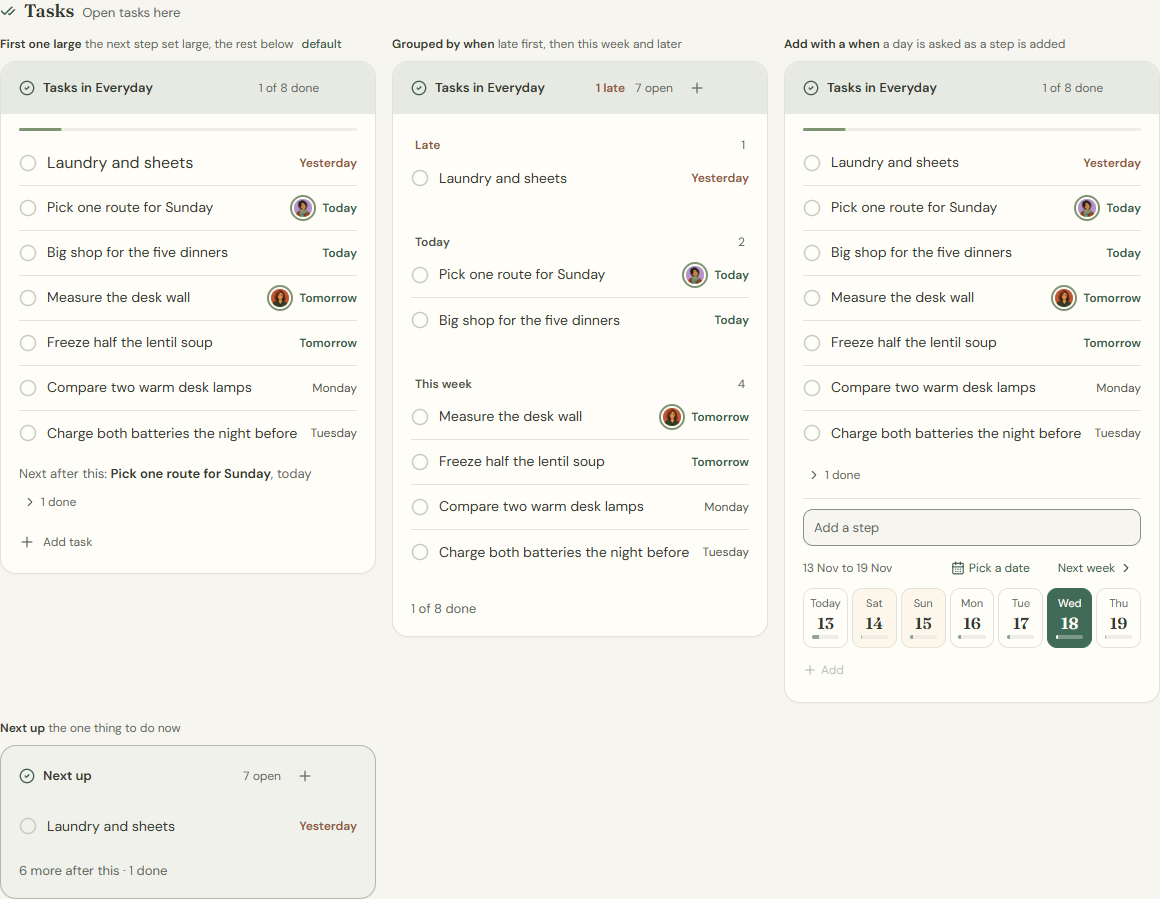 Tasks Open tasks here
First one large the next step set large, the rest below default
Tasks in Everyday 1 of 8 done
Laundry and sheets Yesterday
Pick one route for Sunday Today
Big shop for the five dinners Today
Measure the desk wall Tomorrow
Freeze half the lentil soup Tomorrow
Compare two warm desk lamps Monday
Charge both batteries the night before Tuesday
Next after this: Pick one route for Sunday, today
1 done
Add task
Grouped by when late first, then this week and later
Tasks in Everyday 1 late 7 open
Late 1
Laundry and sheets Yesterday
Today 2
Pick one route for Sunday Today
Big shop for the five dinners Today
This week 4
Measure the desk wall Tomorrow
Freeze half the lentil soup Tomorrow
Compare two warm desk lamps Monday
Charge both batteries the night before Tuesday
1 of 8 done
Add with a when a day is asked as a step is added
Tasks in Everyday 1 of 8 done
Laundry and sheets Yesterday
Pick one route for Sunday Today
Big shop for the five dinners Today
Measure the desk wall Tomorrow
Freeze half the lentil soup Tomorrow
Compare two warm desk lamps Monday
Charge both batteries the night before Tuesday
1 done
Add a step
13 Nov to 19 Nov Pick a date Next week
Today Sat Sun Mon Tue Wed Thu
13 14 15 16 17 18 19
Add
Next up the one thing to do now
Next up 7 open
Laundry and sheets Yesterday
6 more after this · 1 done